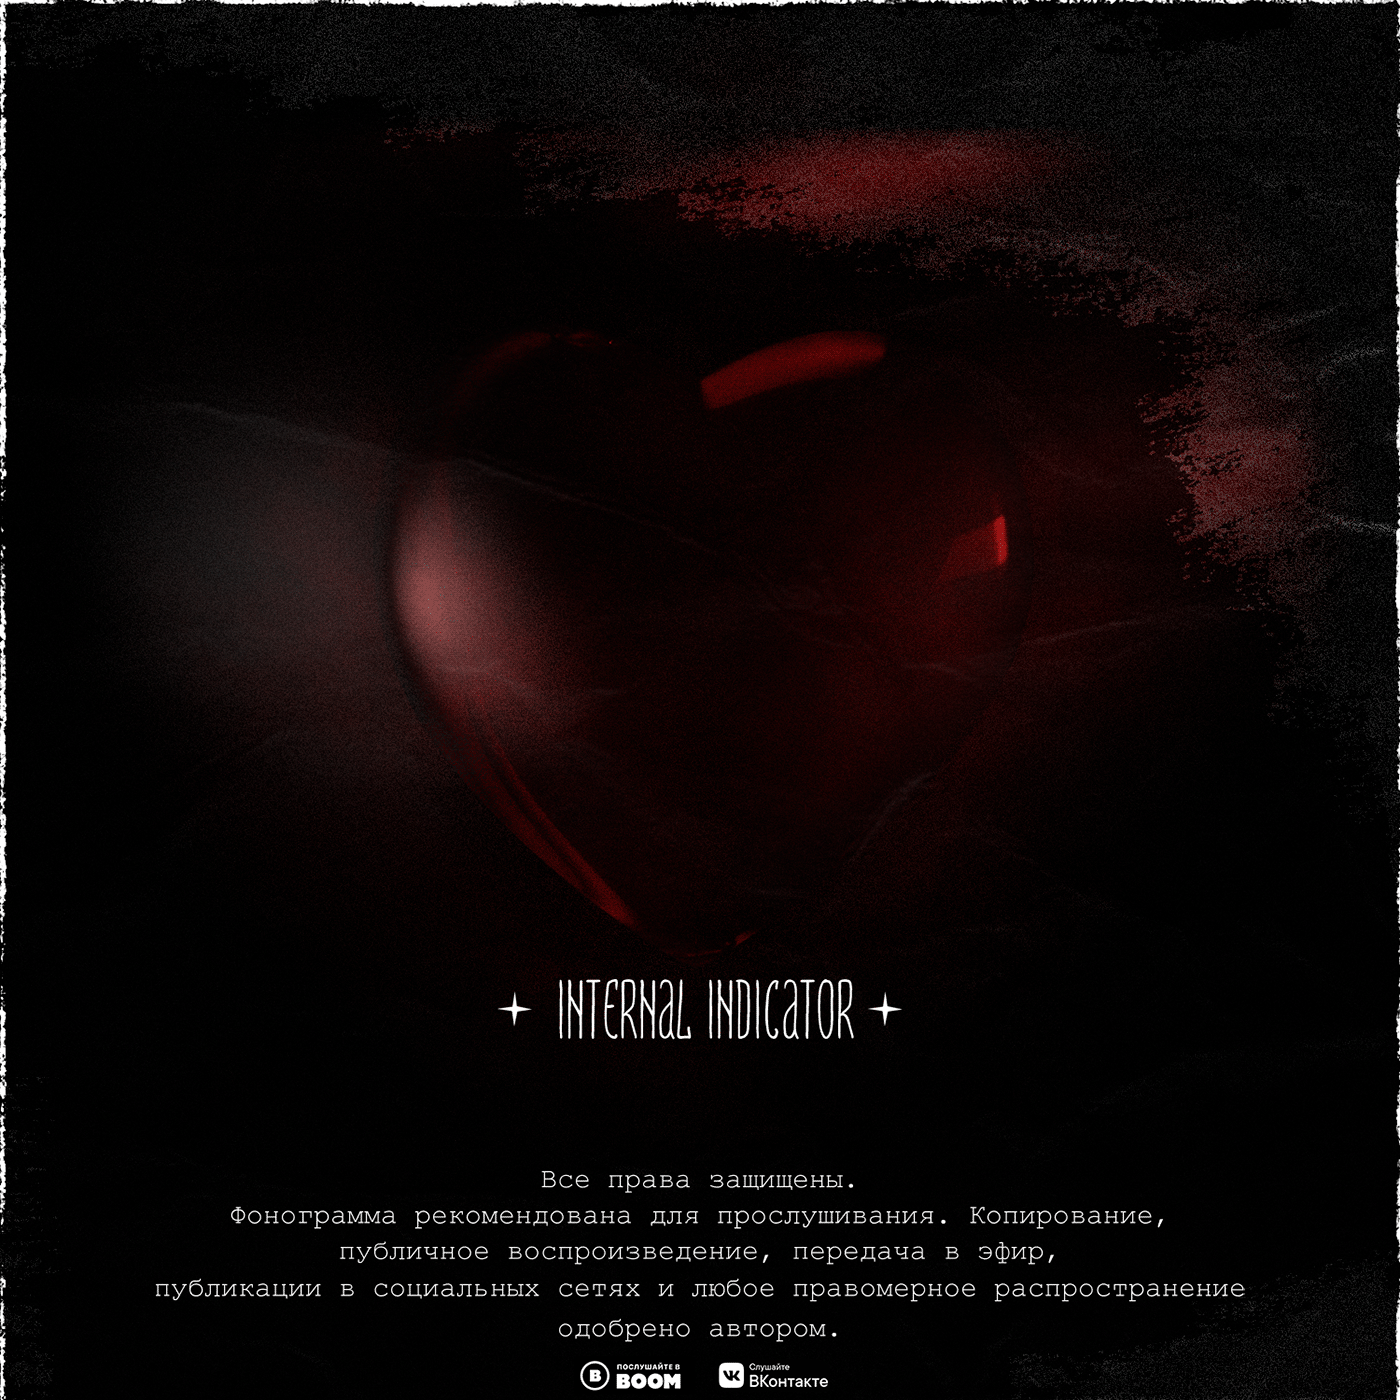 INTERNAL INDICATOR
Все права защищены.
Фонограмма рекомендована для прослушивания. Копирование,
публичное воспроизведение, передача в эфир,
публикации в социальных сетях и любое правомерное распространение
одобрено автором.
B ПОСЛУШАЙТЕ В
BOOM
Слушайте
ВКонтакте